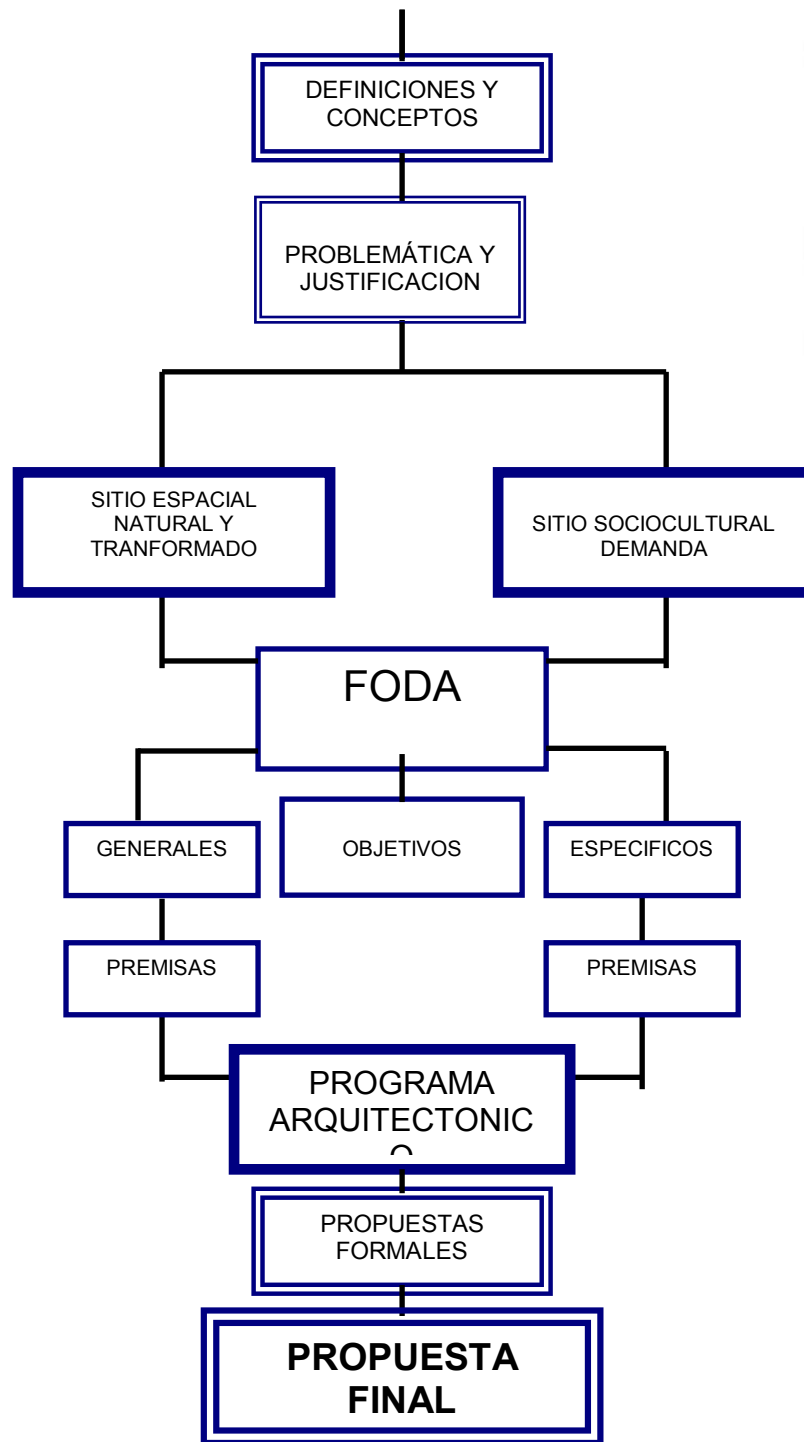 DEFINICIONES Y
CONCEPTOS
PROBLEMÁTICA Y
JUSTIFICACION
SITIO ESPACIAL
NATURAL Y
TRANFORMADO
SITIO SOCIOCULTURAL
DEMANDA
FODA
GENERALES
OBJETIVOS
ESPECIFICOS
PREMISAS
PREMISAS
PROGRAMA
ARQUITECTONIC
O
PROPUESTAS
FORMALES
PROPUESTA
FINAL